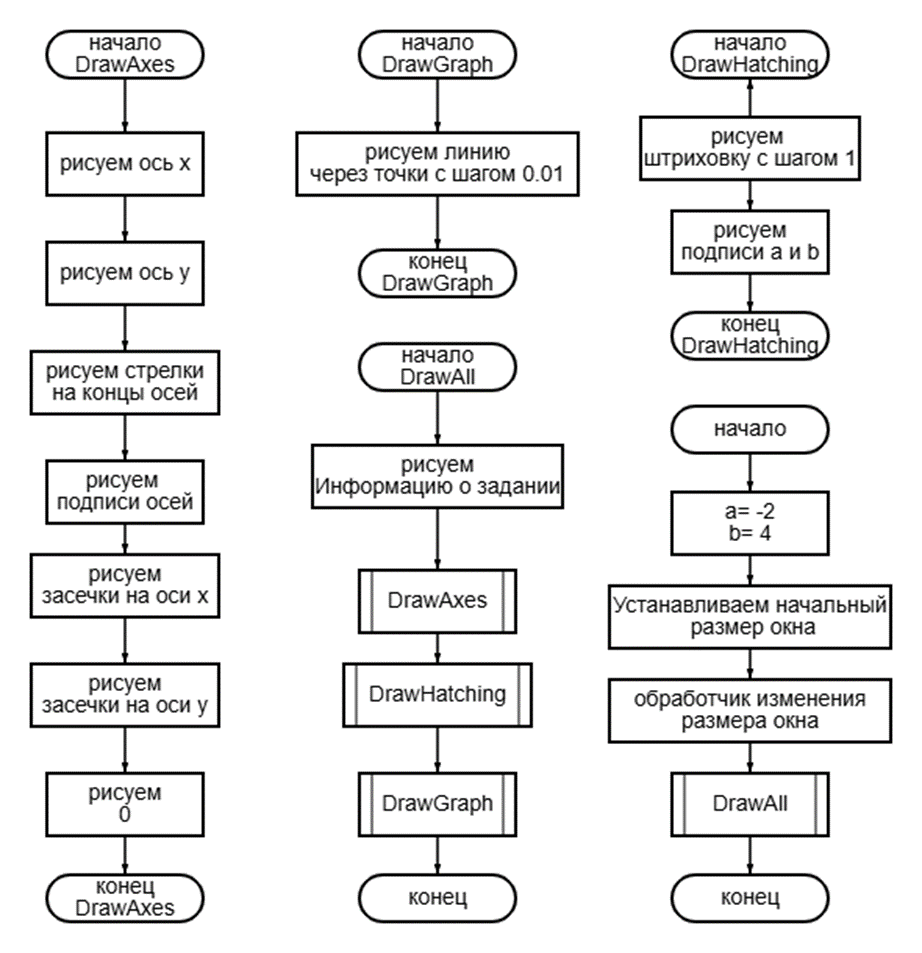 начало
DrawAxes
рисуем ось x
рисуем ось y
рисуем стрелки
на концы осей
рисуем
подписи осей
рисуем
засечки на оси x
рисуем
засечки на оси y
рисуем
0
конец
DrawAxes
начало
DrawGraph
рисуем линию
через точки с шагом 0.01
конец
DrawGraph
начало
DrawAll
рисуем
Информацию о задании
DrawAxes
DrawHatching
DrawGraph
конец
начало
DrawHatching
рисуем
штриховку с шагом 1
рисуем
подписи a и b
конец
DrawHatching
начало
a= -2
b= 4
Устанавливаем начальный
размер окна
обработчик изменения
размера окна
DrawAll
конец